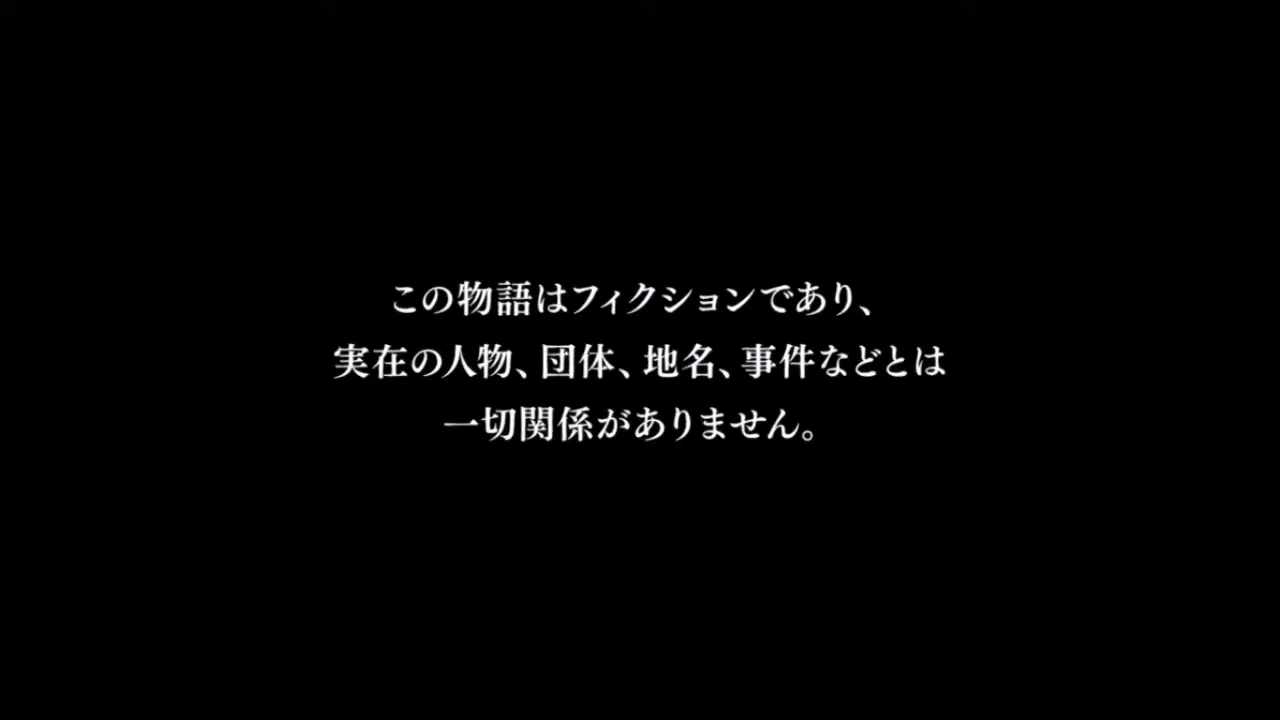 この物語はフィクションであり、
実在の人物、団体、地名、事件などとは
一切関係がありません。